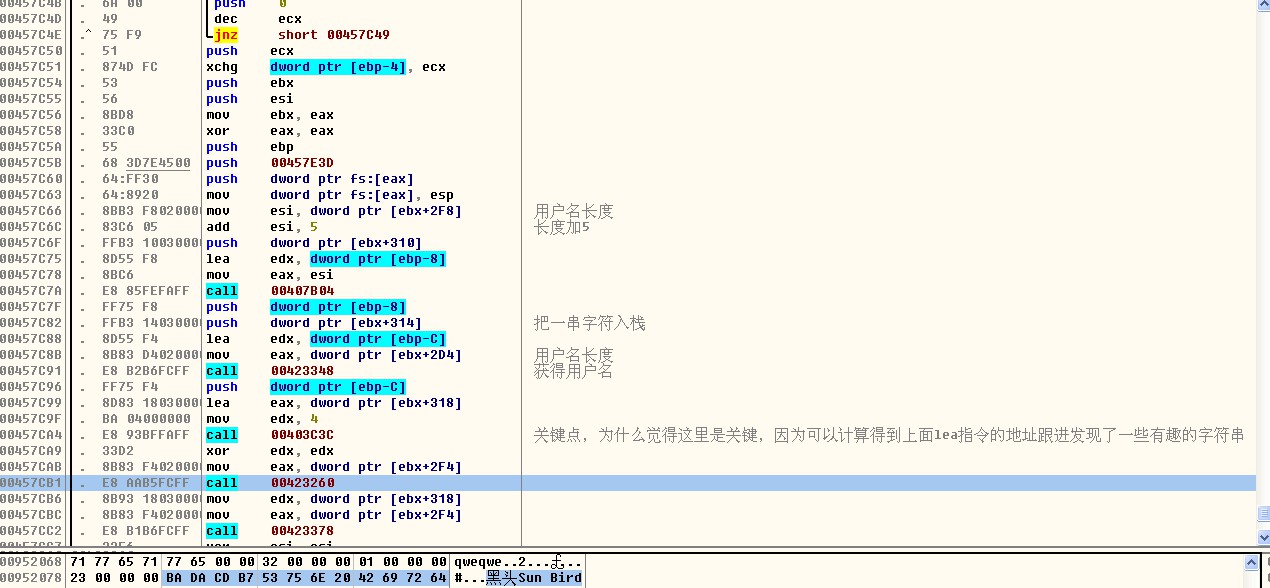 00457C4B . 6A 00 push 0
00457C4D . 49 dec ecx
00457C4E .^ 75 F9 jnz short 00457C49
00457C50 . 51 push ecx
00457C51 . 874D FC xchg dword ptr [ebp-4], ecx
00457C54 . 53 push ebx
00457C55 . 56 push esi
00457C56 . 8BD8 mov ebx, eax
00457C58 . 33C0 xor eax, eax
00457C5A . 55 push ebp
00457C5B . 68 3D7E4500 push 00457E3D
00457C60 . 64:FF30 push dword ptr fs:[eax]
00457C63 . 64:8920 mov dword ptr fs:[eax], esp
00457C66 . 8BB3 F8020000 mov esi, dword ptr [ebx+2F8] 用户名长度
00457C6C . 83C6 05 add esi, 5 长度加5
00457C6F . FFB3 10030000 push dword ptr [ebx+310]
00457C75 . 8D55 F8 lea edx, dword ptr [ebp-8]
00457C78 . 8BC6 mov eax, esi
00457C7A . E8 85FEFAFF call 00407B04
00457C7F . FF75 F8 push dword ptr [ebp-8]
00457C82 . FFB3 14030000 push dword ptr [ebx+314] 把一串字符入栈
00457C88 . 8D55 F4 lea edx, dword ptr [ebp-C]
00457C8B . 8B83 D4020000 mov eax, dword ptr [ebx+2D4] 用户名长度
00457C91 . E8 B2B6FCFF call 00423348 获得用户名
00457C96 . FF75 F4 push dword ptr [ebp-C]
00457C99 . 8D83 18030000 lea eax, dword ptr [ebx+318]
00457C9F . BA 04000000 mov edx, 4
00457CA4 . E8 93BFFAFF call 00403C3C 关键点，为什么觉得这里是关键，因为可以计算得到上面lea指令的地址跟进发现了一些有趣的字符串
00457CA9 . 33D2 xor edx, edx
00457CAB . 8B83 F4020000 mov eax, dword ptr [ebx+2F4]
00457CB1 . E8 AAB5FCFF call 00423260
00457CB6 . 8B93 18030000 mov edx, dword ptr [ebx+318]
00457CBC . 8B83 F4020000 mov eax, dword ptr [ebx+2F4]
00457CC2 . E8 B1B6FCFF call 00423378
00952068 71 77 65 71 77 65 00 00 32 00 00 00 01 00 00 00 qweqwe..2...
00952078 23 00 00 00 BA DA CD B7 53 75 6E 20 42 69 72 64 #...黑头Sun Bird